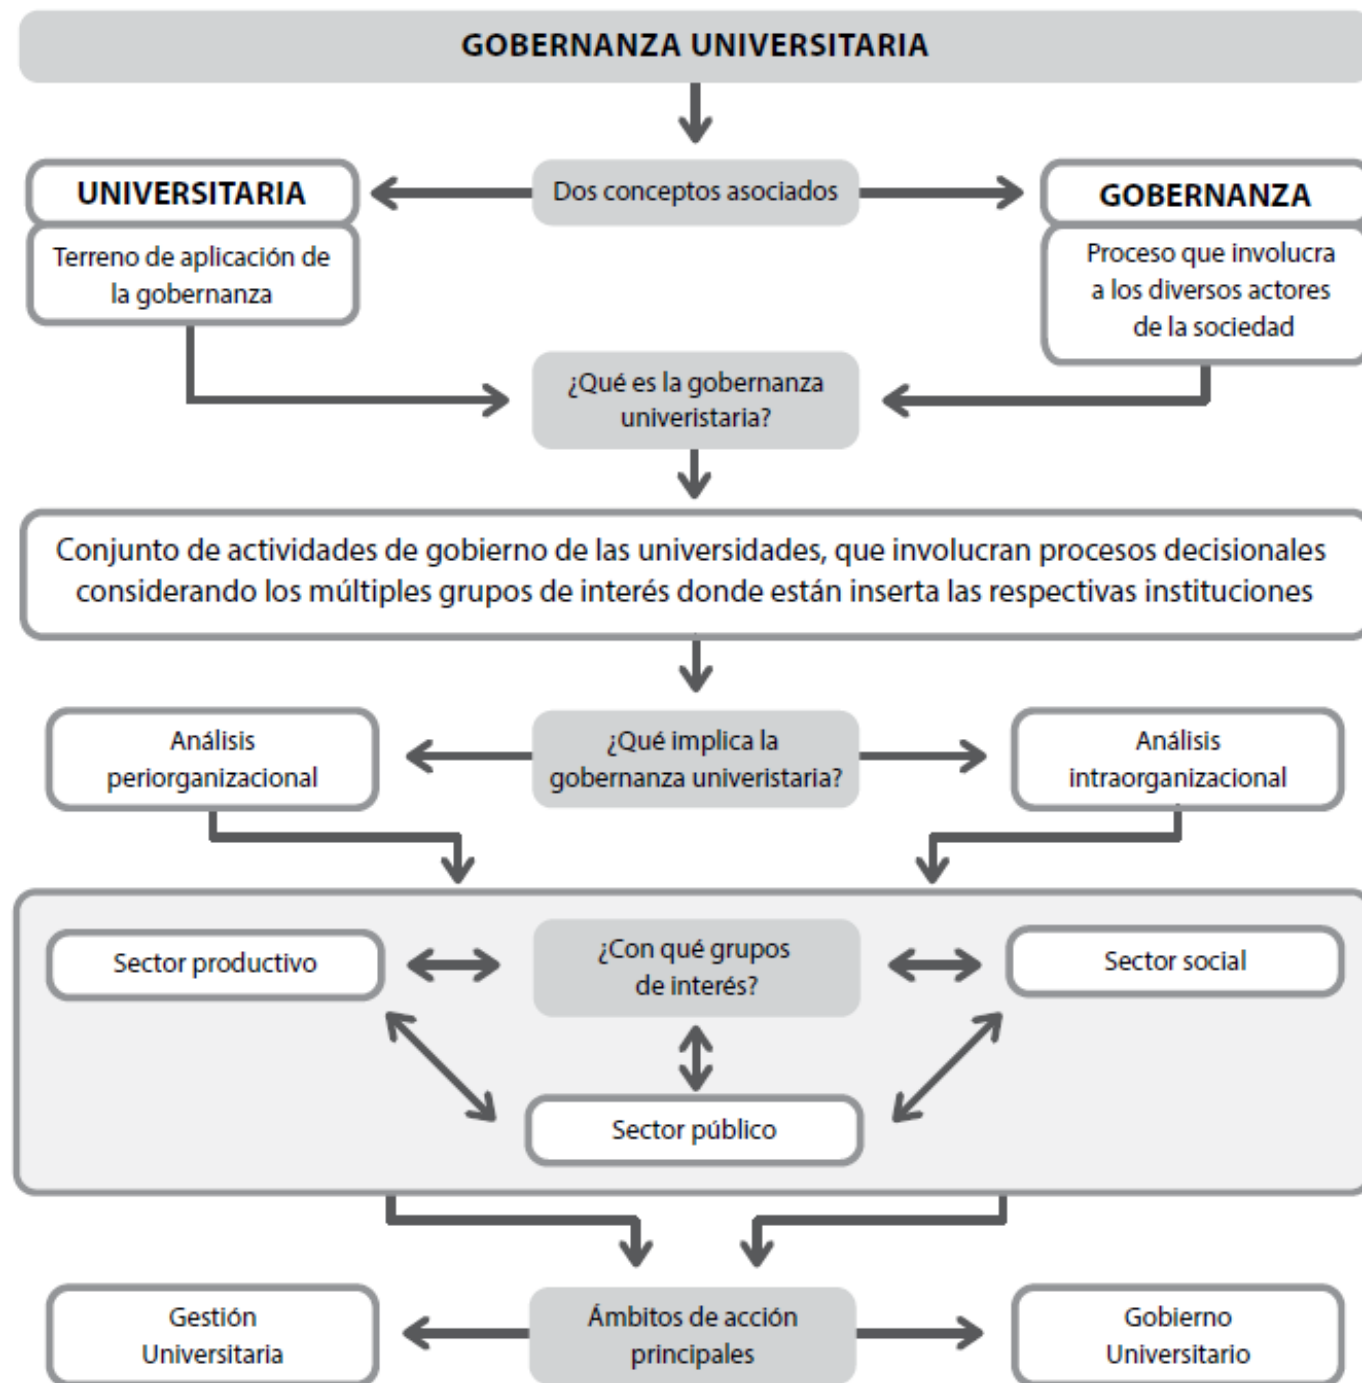 GOBERNANZA UNIVERSITARIA
UNIVERSITARIA
Terreno de aplicación de
la gobernanza
Dos conceptos asociados
GOBERNANZA
Proceso que involucra
a los diversos actores
de la sociedad
¿Qué es la gobernanza
univeristaria?
Conjunto de actividades de gobierno de las universidades, que involucran procesos decisionales
considerando los múltiples grupos de interés donde están inserta las respectivas instituciones
Análisis
periorganizacional
¿Qué implica la
gobernanza univeristaria?
Análisis
intraorganizacional
Sector productivo
¿Con qué grupos
de interés?
Sector social
Sector público
Gestión
Universitaria
Ámbitos de acción
principales
Gobierno
Universitario